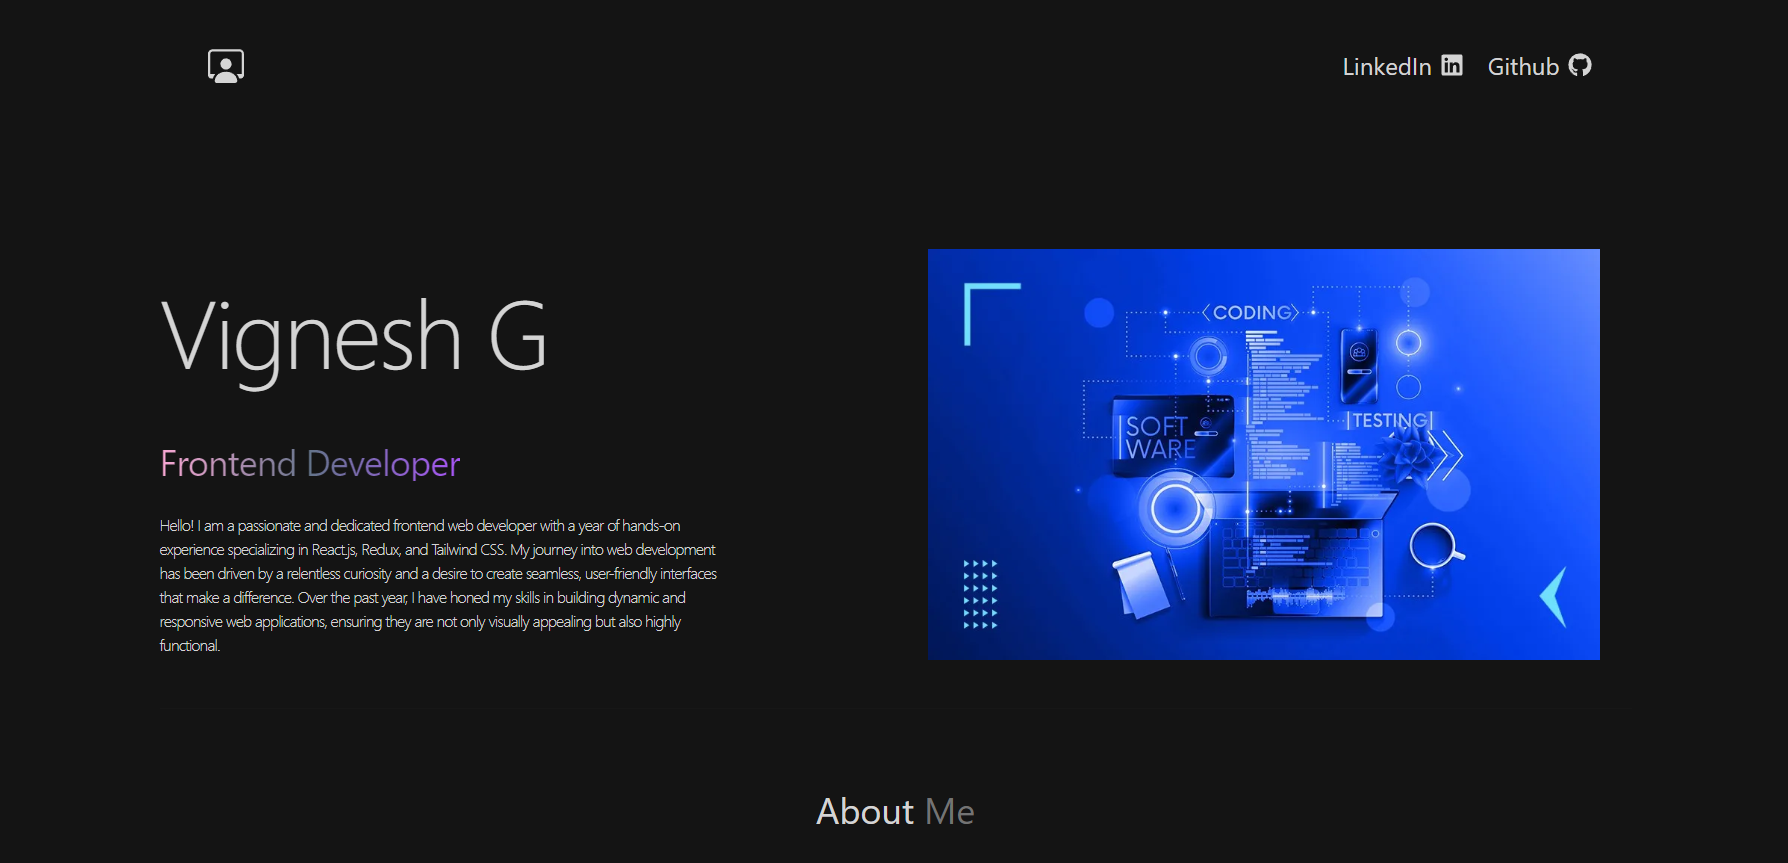 LinkedIn Github
Vignesh G
Frontend Developer
Hello! I am a passionate and dedicated frontend web developer with a year of hands-on
experience specializing in React.js, Redux, and Tailwind CSS. My journey into web development
has been driven by a relentless curiosity and a desire to create seamless, user-friendly interfaces
that make a difference. Over the past year, I have honed my skills in building dynamic and
responsive web applications, ensuring they are not only visually appealing but also highly
functional.
<CODING>
SOFT
WARE
|TESTING|
About Me